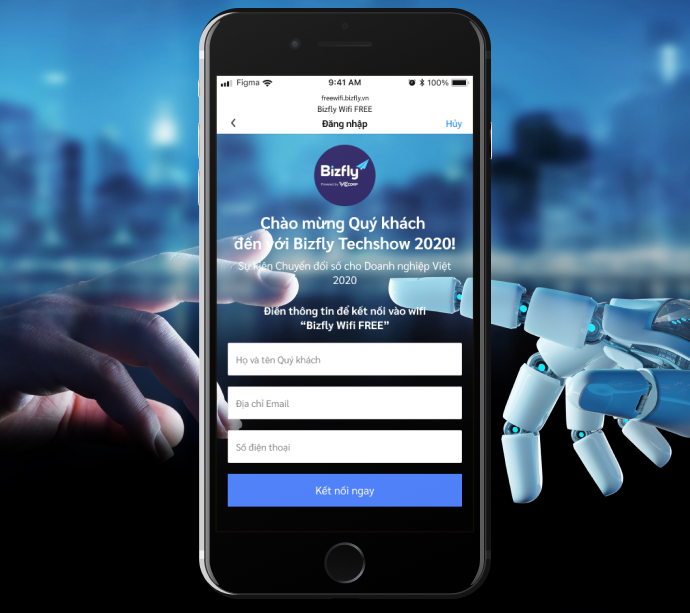 Figma 9:41 AM 100%
freewifi.bizfly.vn
Bizfly Wifi FREE
Đăng nhập Hủy
Bizfly
Powered by VCCORP
Chào mừng Quý khách
đến với Bizfly Techshow 2020!
Sự kiện Chuyển đổi số cho Doanh nghiệp Việt
2020
Điền thông tin để kết nối vào wifi
“Bizfly Wifi FREE”
Họ và tên Quý khách
Địa chỉ Email
Số điện thoại
Kết nối ngay